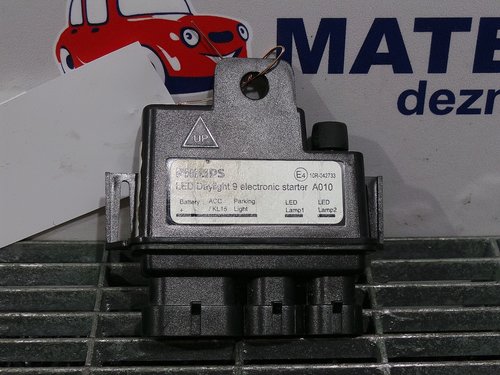 MATE
dezm
UP
PHILIPS
LED Daylight 9 electronic starter A010
E4 10R-042733
Battery ACC Parking LED LED
/KL15 Light Lamp1 Lamp2